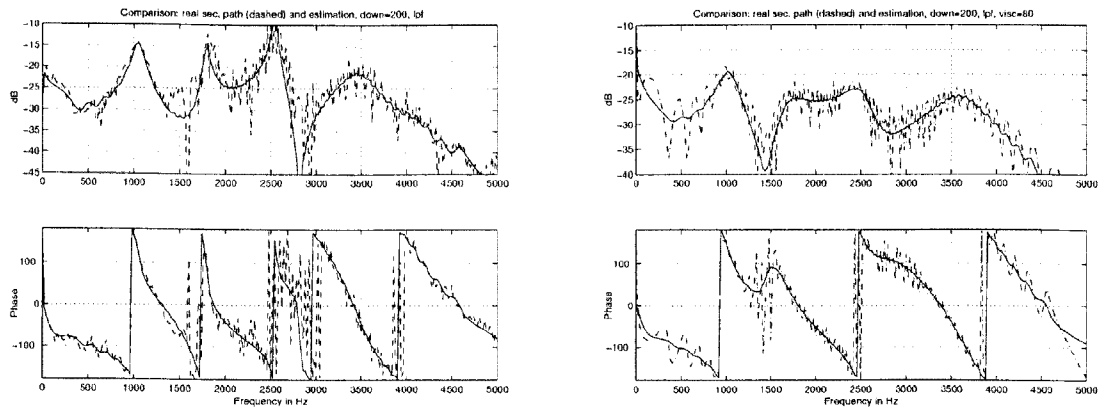 Comparison: real sec, path (dashed) and estimation, down=200, lpf
-10
-15
-20
-25
-30
-35
-40
-45
dB
0 500 1000 1500 2000 2500 3000 3500 4000 4500 5000
100
0
-100
Phase
0 500 1000 1500 2000 2500 3000 3500 4000 4500 5000
Frequency in Hz
Comparison: real sec, path (dashed) and estimation, down=200, lpf, visc=80
-10
-15
-20
-25
-30
-35
-40
dB
0 500 1000 1500 2000 2500 3000 3500 4000 4500 5000
100
0
-100
Phase
0 500 1000 1500 2000 2500 3000 3500 4000 4500 5000
Frequency in Hz